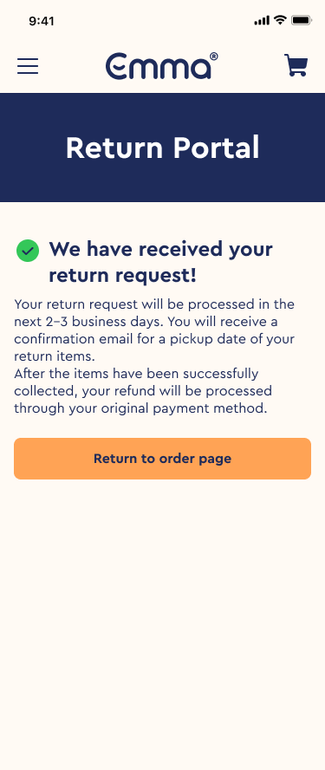 9:41
Emma®
Return Portal
We have received your
return request!
Your return request will be processed in the
next 2-3 business days. You will receive a
confirmation email for a pickup date of your
return items.
After the items have been successfully
collected, your refund will be processed
through your original payment method.
Return to order page